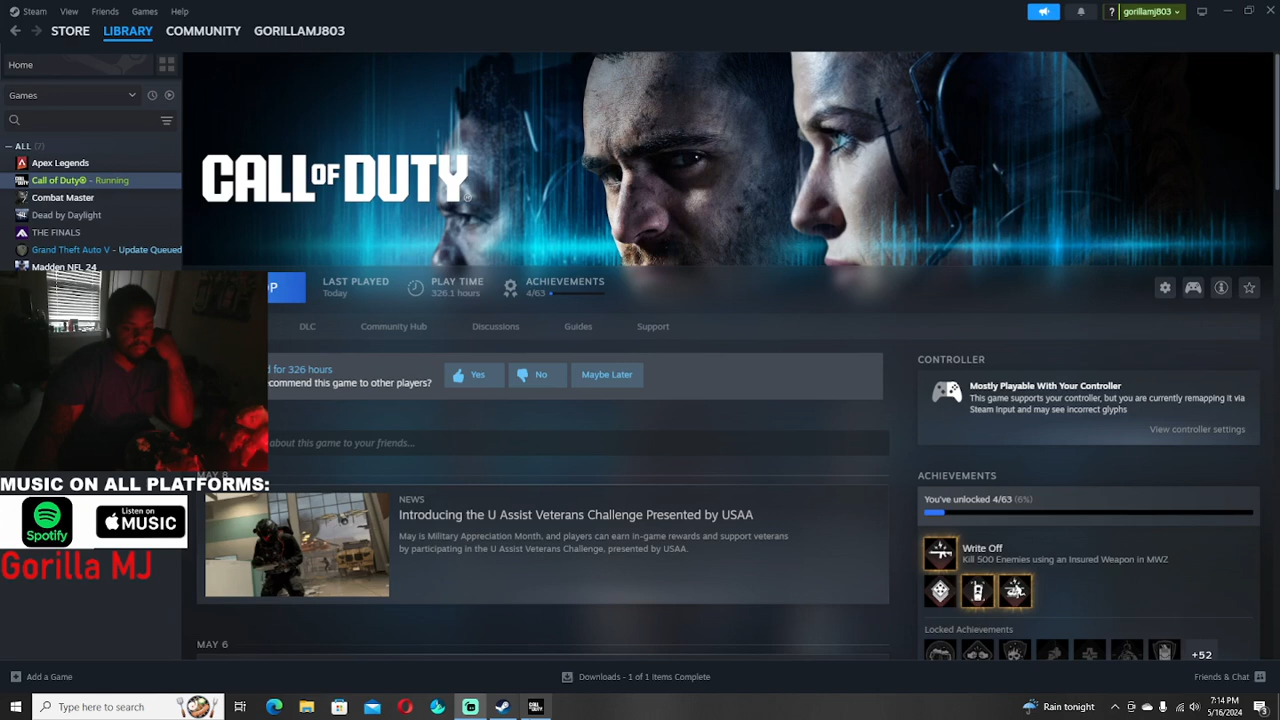 Steam View Friends Games Help
? gorillamj803
STORE LIBRARY COMMUNITY GORILLAMJ803
Home
Games
ALL (7)
Apex Legends
Call of Duty® - Running
Combat Master
Dead by Daylight
THE FINALS
Grand Theft Auto V - Update Queued
Madden NFL 24
CALL OF DUTY
OP
LAST PLAYED
Today
PLAY TIME
326.1 hours
ACHIEVEMENTS
4/63
DLC Community Hub Discussions Guides Support
d for 326 hours
ecommend this game to other players?
Yes No Maybe Later
about this game to your friends...
MAY 8
NEWS
Introducing the U Assist Veterans Challenge Presented by USAA
May is Military Appreciation Month, and players can earn in-game rewards and support veterans
by participating in the U Assist Veterans Challenge, presented by USAA.
MAY 6
CONTROLLER
Mostly Playable With Your Controller
This game supports your controller, but you are currently remapping it via
Steam Input and may see incorrect glyphs
View controller settings
ACHIEVEMENTS
You've unlocked 4/63 (6%)
Write Off
Kill 500 Enemies using an Insured Weapon in MWZ
Locked Achievements
+52
MUSIC ON ALL PLATFORMS:
Spotify
Listen on
MUSIC
Gorilla MJ
Add a Game
Downloads - 1 of 1 Items Complete
Friends & Chat
Type here to search
Rain tonight
7:14 PM
5/16/2024
3